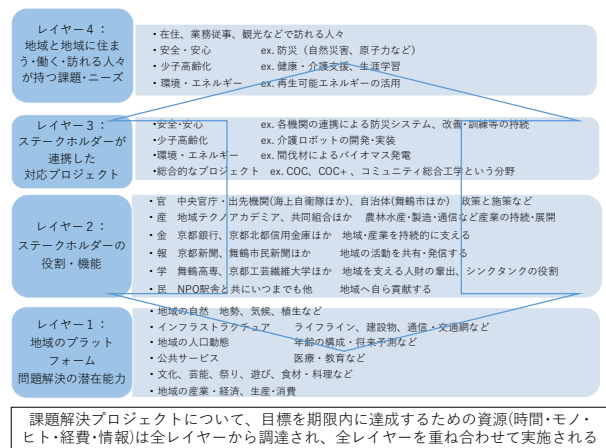 レイヤー４：
地域と地域に住ま
う・働く・訪れる人々
が持つ課題・ニーズ
・在住、業務従事、観光などで訪れる人々
・安全・安心　ex. 防災（自然災害、原子力など）
・少子高齢化　ex. 健康・介護支援、生涯学習
・環境・エネルギー　ex. 再生可能エネルギーの活用
レイヤー３：
ステークホルダーが
連携した
対応プロジェクト
・安全・安心　ex. 各機関の連携による防災システム、改善・訓練等の持続
・少子高齢化　ex. 介護ロボットの開発・実装
・環境・エネルギー　ex. 間伐材によるバイオマス発電
・総合的なプロジェクト　ex. COC、COC+ 、コミュニティ総合工学という分野
レイヤー２：
ステークホルダーの
役割・機能
・官　中央官庁・出先機関(海上自衛隊ほか)、自治体(舞鶴市ほか)　政策と施策など
・産　地域テクノアカデミア、共同組合ほか　農林水産・製造・通信など産業の持続・展開
・金　京都銀行、京都北都信用金庫ほか　地域・産業を持続的に支える
・報　京都新聞、舞鶴市民新聞ほか　地域の活動を共有・発信する
・学　舞鶴高専、京都工芸繊維大学ほか　地域を支える人財の輩出、シンクタンクの役割
・民　NPO駅舎と共にいつまでも他　地域へ自ら貢献する
レイヤー１：
地域のプラット
フォーム
問題解決の潜在能力
・地域の自然　地勢、気候、植生など
・インフラストラクチュア　ライフライン、建設物、通信・交通網など
・地域の人口動態　年齢の構成・将来予測など
・公共サービス　医療・教育など
・文化、芸能、祭り、遊び、食材・料理など
・地域の産業・経済、生産・消費
課題解決プロジェクトについて、目標を期限内に達成するための資源(時間・モノ・
ヒト・経費・情報)は全レイヤーから調達され、全レイヤーを重ね合わせて実施される